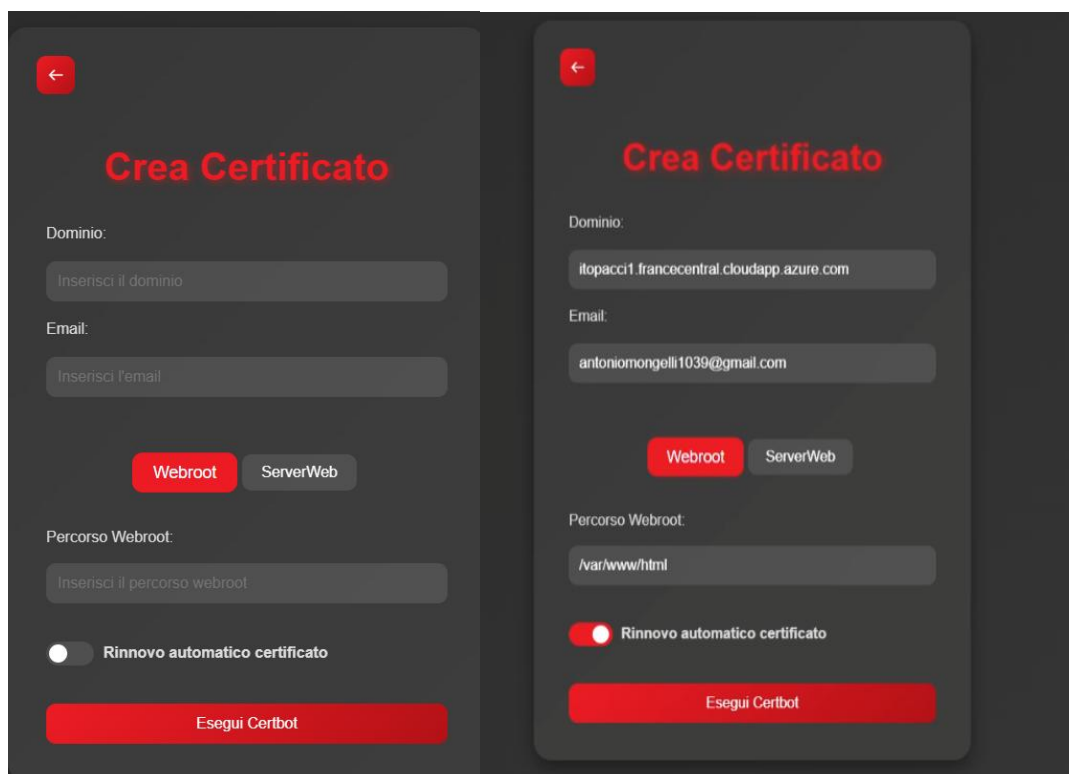 Crea Certificato
Dominio:
Inserisci il dominio
Email:
Inserisci l'email
Webroot ServerWeb
Percorso Webroot:
Inserisci il percorso webroot
Rinnovo automatico certificato
Esegui Certbot
Crea Certificato
Dominio:
itopacci1.francecentral.cloudapp.azure.com
Email:
antoniomongelli1039@gmail.com
Webroot ServerWeb
Percorso Webroot:
/var/www/html
Rinnovo automatico certificato
Esegui Certbot